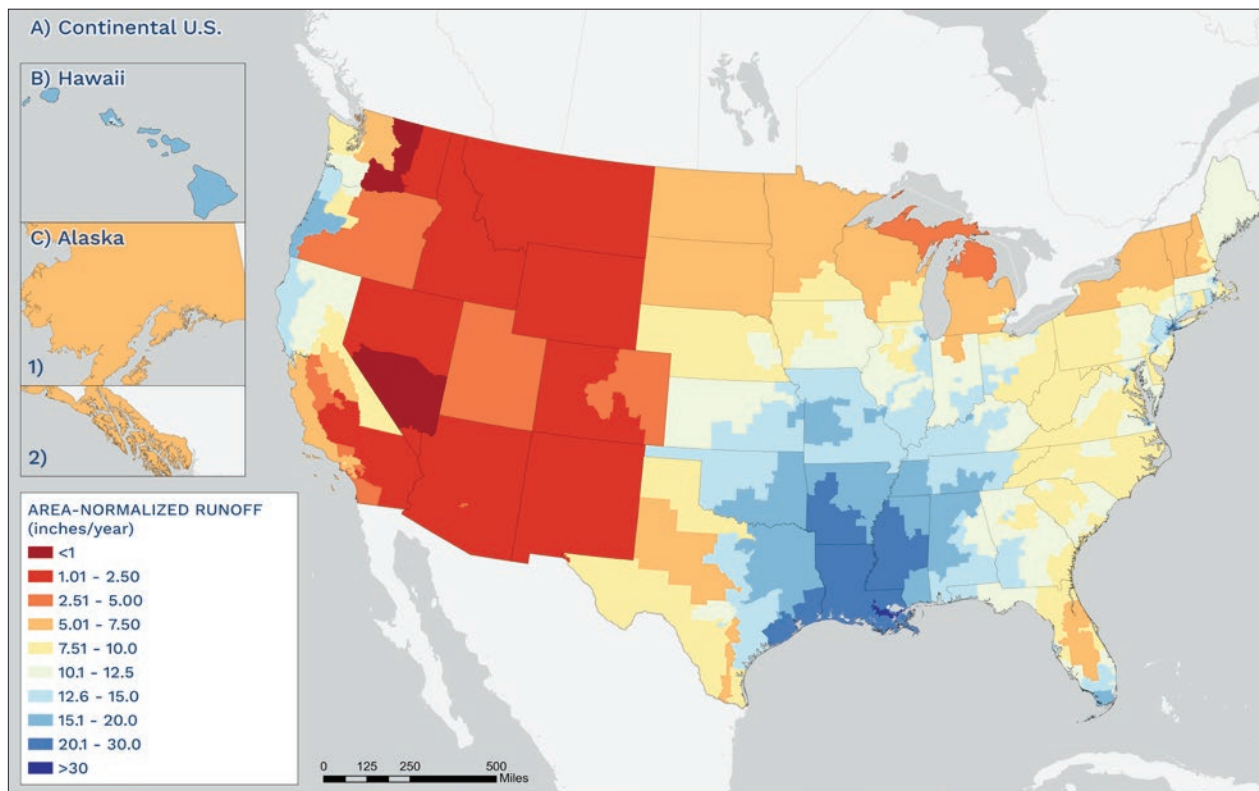 A) Continental U.S.
B) Hawaii
C) Alaska
1)
2)
AREA-NORMALIZED RUNOFF
(inches/year)
<1
1.01 - 2.50
2.51 - 5.00
5.01 - 7.50
7.51 - 10.0
10.1 - 12.5
12.6 - 15.0
15.1 - 20.0
20.1 - 30.0
>30
0 125 250 500
Miles